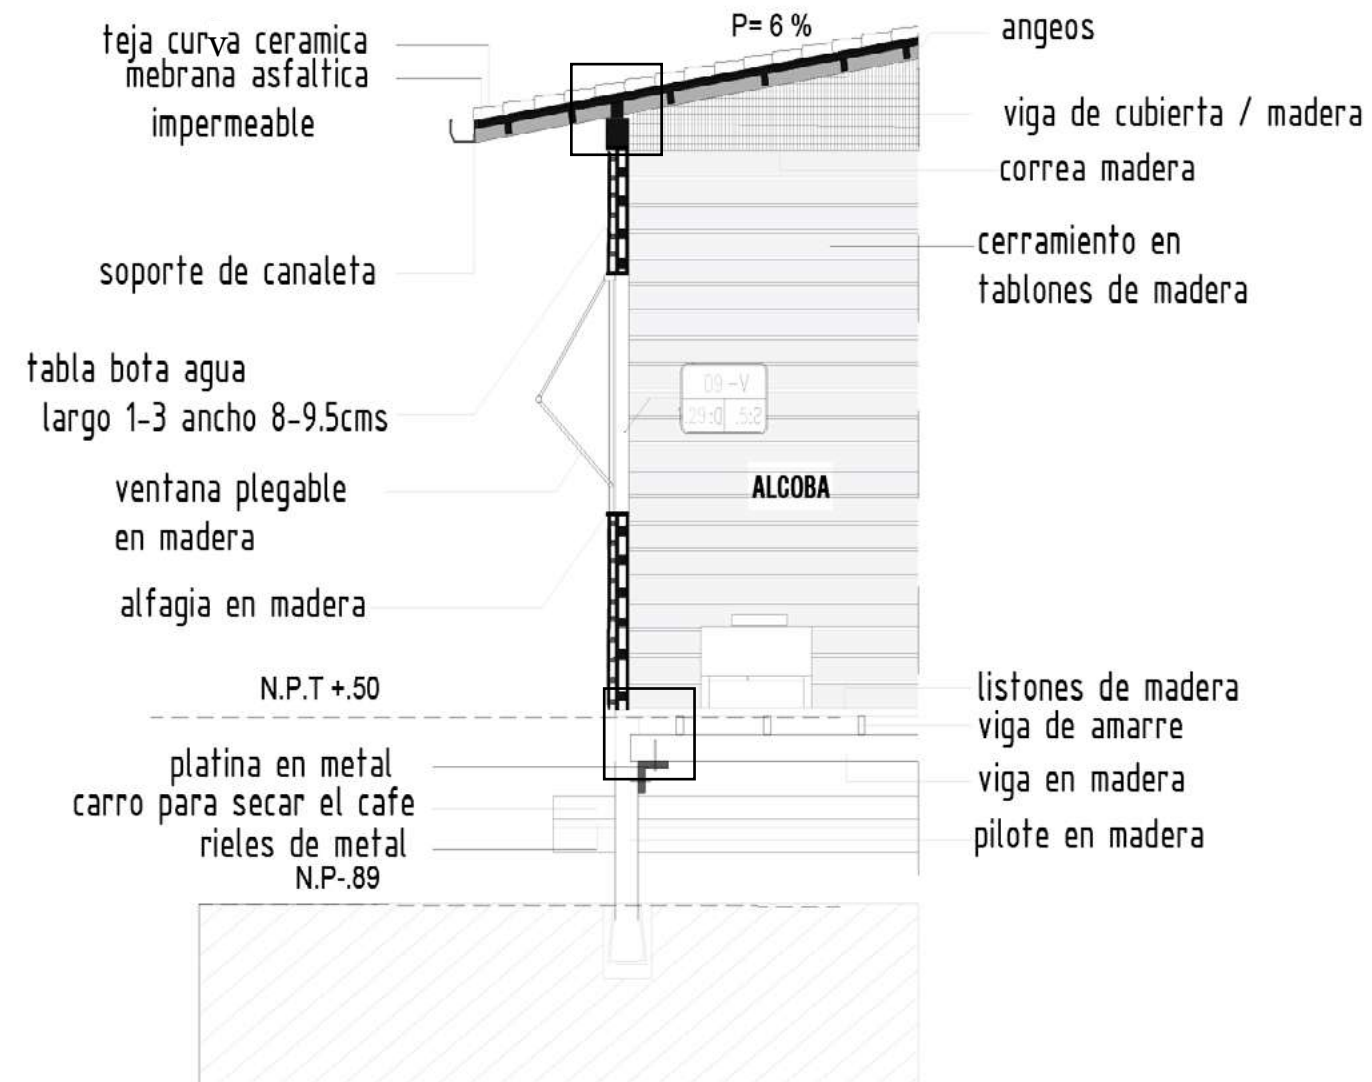 teja curva ceramica
mebrana asfaltica
impermeable
soporte de canaleta
tabla bota agua
largo 1-3 ancho 8-9.5cms
ventana plegable
en madera
alfagia en madera
N.P.T +.50
platina en metal
carro para secar el cafe
rieles de metal
N.P-.89
P= 6 %
ALCOBA
angeos
viga de cubierta / madera
correa madera
cerramiento en
tablones de madera
listones de madera
viga de amarre
viga en madera
pilote en madera